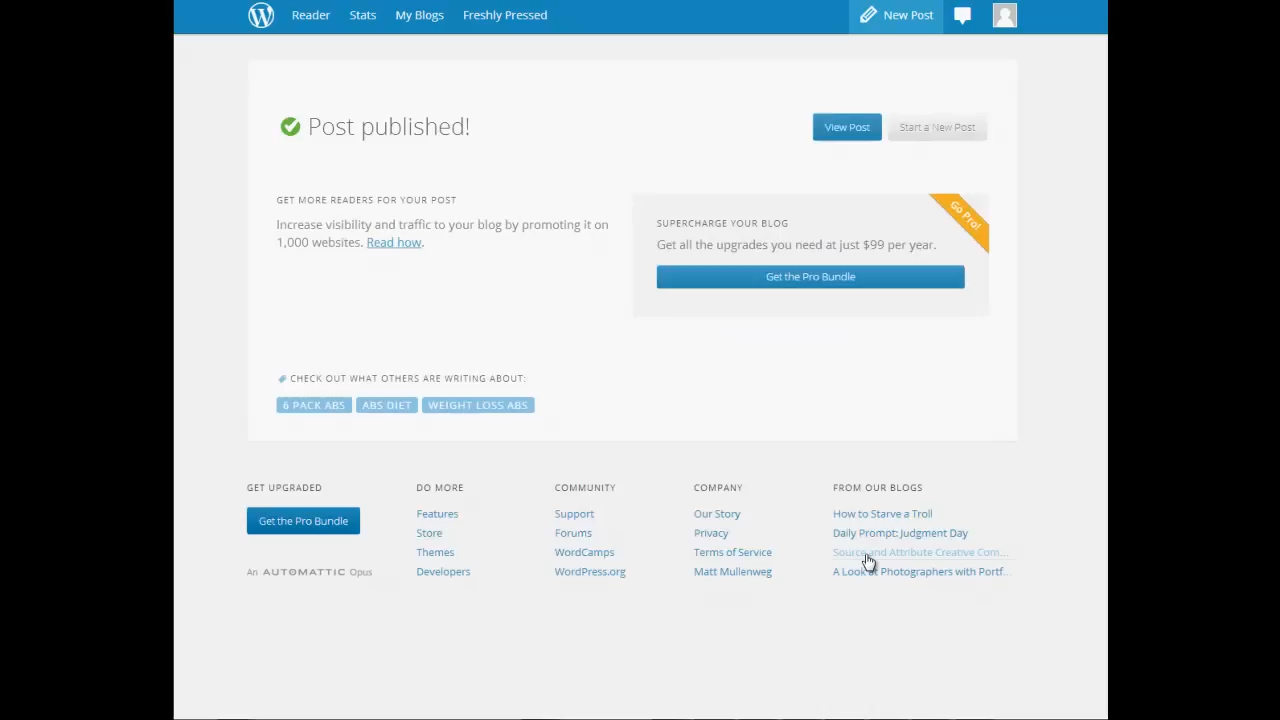 Reader Stats My Blogs Freshly Pressed New Post
Post published!
View Post Start a New Post
GET MORE READERS FOR YOUR POST
Increase visibility and traffic to your blog by promoting it on
1,000 websites. Read how.
Go Pro!
SUPERCHARGE YOUR BLOG
Get all the upgrades you need at just $99 per year.
Get the Pro Bundle
CHECK OUT WHAT OTHERS ARE WRITING ABOUT:
6 PACK ABS ABS DIET WEIGHT LOSS ABS
GET UPGRADED
Get the Pro Bundle
An AUTOMATTIC Opus
DO MORE
Features
Store
Themes
Developers
COMMUNITY
Support
Forums
WordCamps
WordPress.org
COMPANY
Our Story
Privacy
Terms of Service
Matt Mullenweg
FROM OUR BLOGS
How to Starve a Troll
Daily Prompt: Judgment Day
Source and Attribute Creative Com...
A Look at Photographers with Portf...